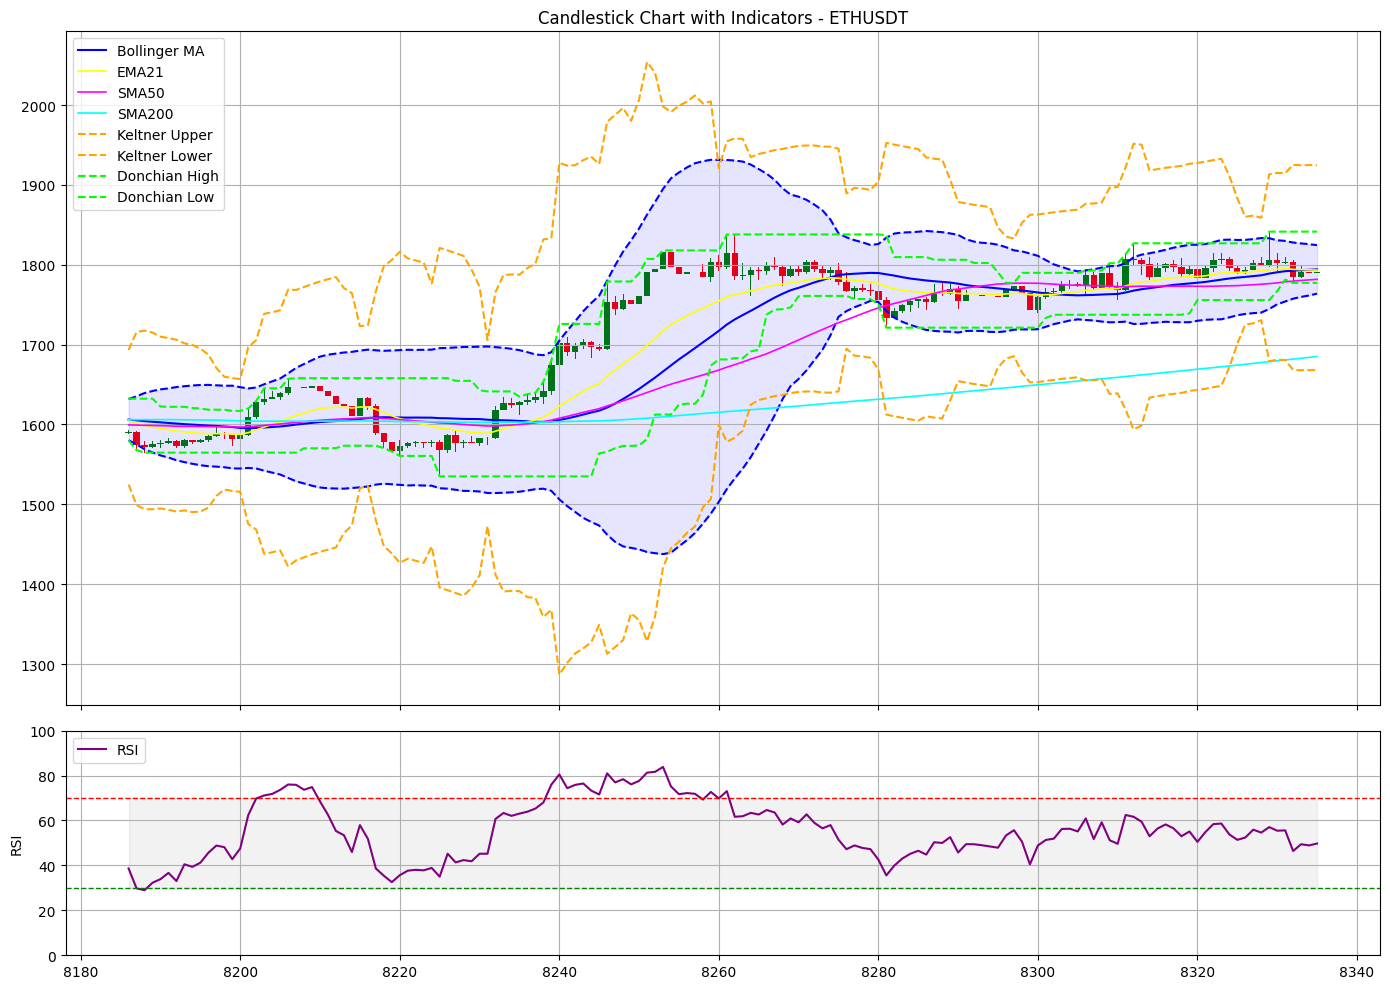 Candlestick Chart with Indicators - ETHUSDT
Bollinger MA
EMA21
SMA50
SMA200
Keltner Upper
Keltner Lower
Donchian High
Donchian Low
2000
1900
1800
1700
1600
1500
1400
1300
RSI
100
80
60
40
20
0
RSI
8180
8200
8220
8240
8260
8280
8300
8320
8340